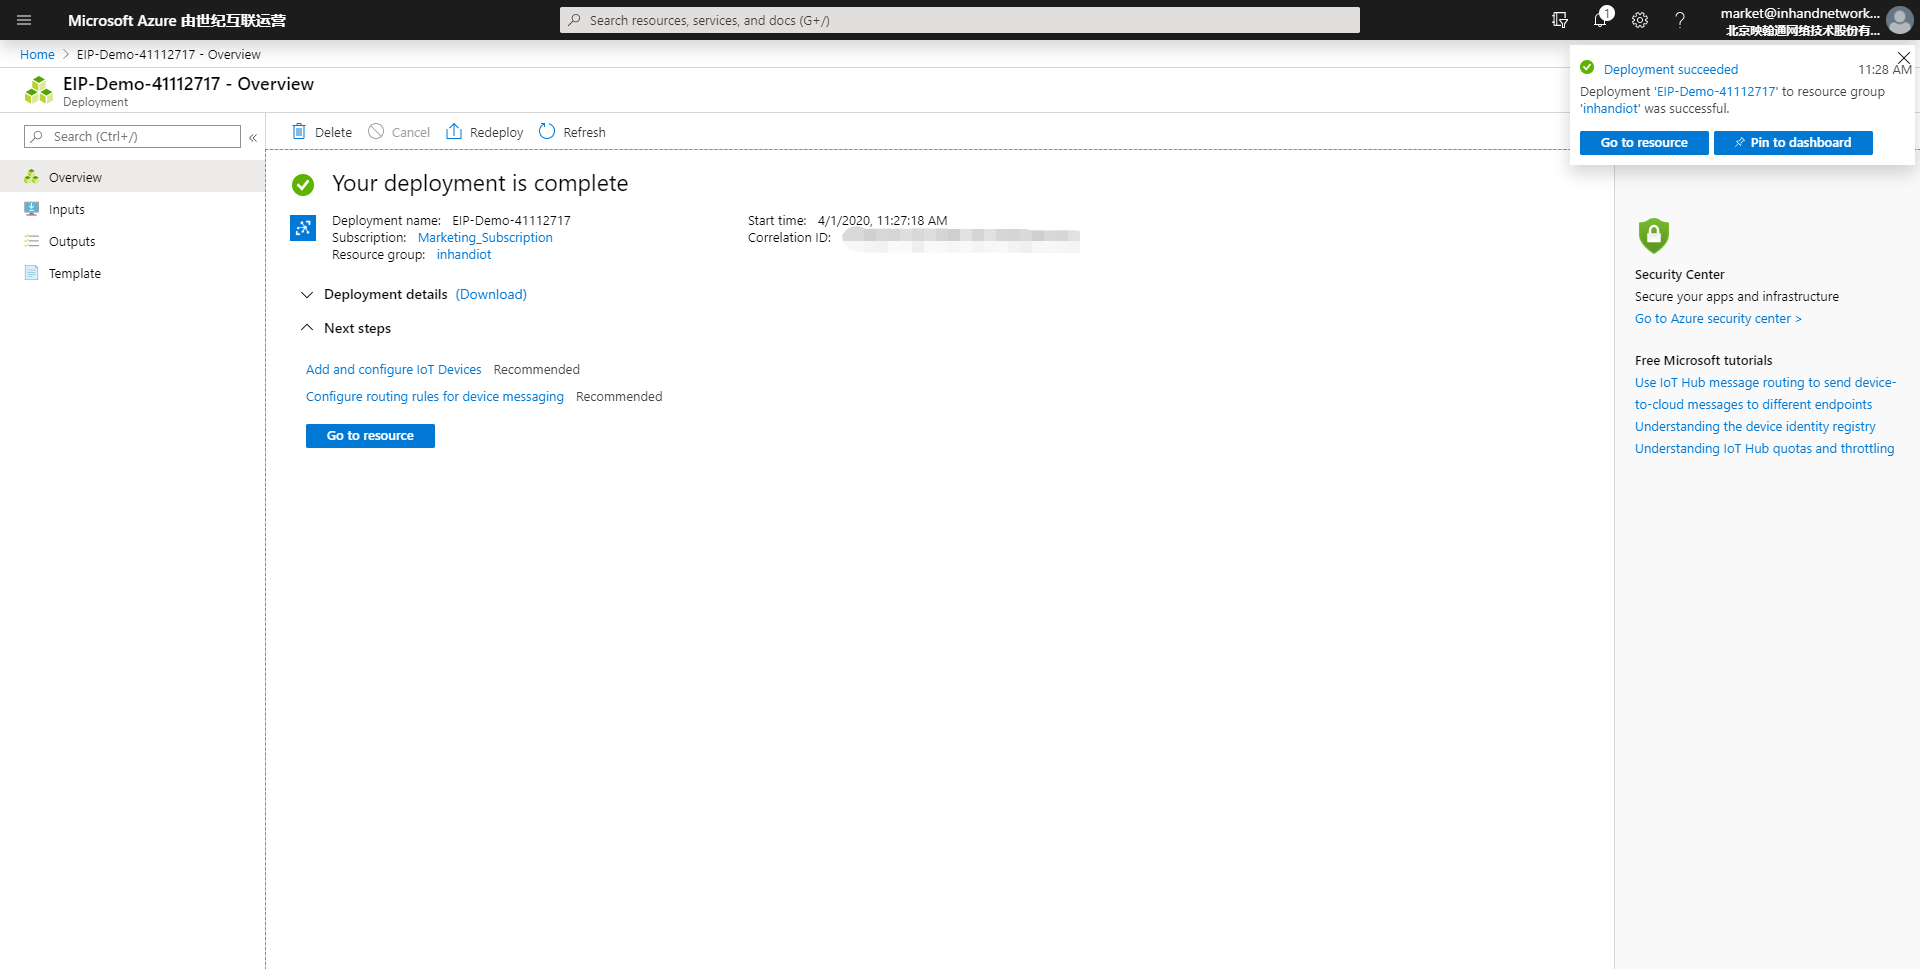 Microsoft Azure 由世纪互联运营
Search resources, services, and docs (G+/)
1
market@inhandnetwork...
北京映翰通网络技术股份有...
Home > EIP-Demo-41112717 - Overview
EIP-Demo-41112717 - Overview
Deployment
Search (Ctrl+/)
«
Overview
Inputs
Outputs
Template
Delete
Cancel
Redeploy
Refresh
Your deployment is complete
Deployment name: EIP-Demo-41112717
Subscription: Marketing_Subscription
Resource group: inhandiot
Start time: 4/1/2020, 11:27:18 AM
Correlation ID:
Deployment details (Download)
Next steps
Add and configure IoT Devices Recommended
Configure routing rules for device messaging Recommended
Go to resource
Deployment succeeded 11:28 AM
Deployment 'EIP-Demo-41112717' to resource group
'inhandiot' was successful.
Go to resource
Pin to dashboard
Security Center
Secure your apps and infrastructure
Go to Azure security center >
Free Microsoft tutorials
Use IoT Hub message routing to send device-
to-cloud messages to different endpoints
Understanding the device identity registry
Understanding IoT Hub quotas and throttling